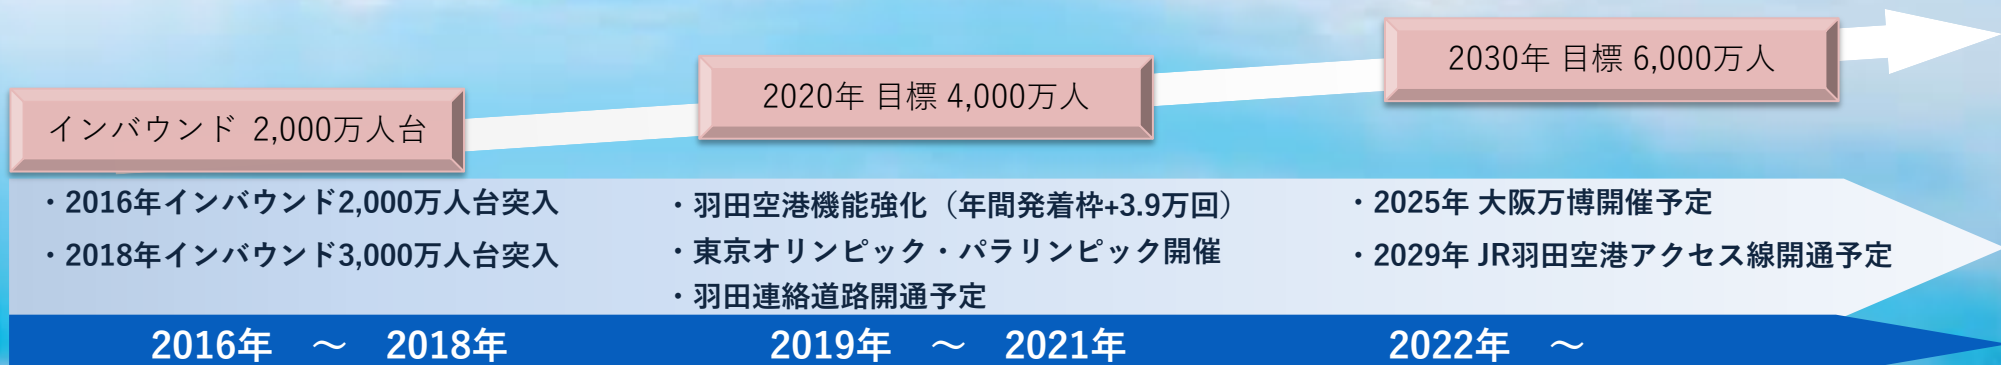 インバウンド 2,000万人台
2020年 目標 4,000万人
2030年 目標 6,000万人
・2016年インバウンド2,000万人台突入
・2018年インバウンド3,000万人台突入
・羽田空港機能強化（年間発着枠+3.9万回）
・東京オリンピック・パラリンピック開催
・羽田連絡道路開通予定
・2025年 大阪万博開催予定
・2029年 JR羽田空港アクセス線開通予定
2016年 ～ 2018年
2019年 ～ 2021年
2022年 ～